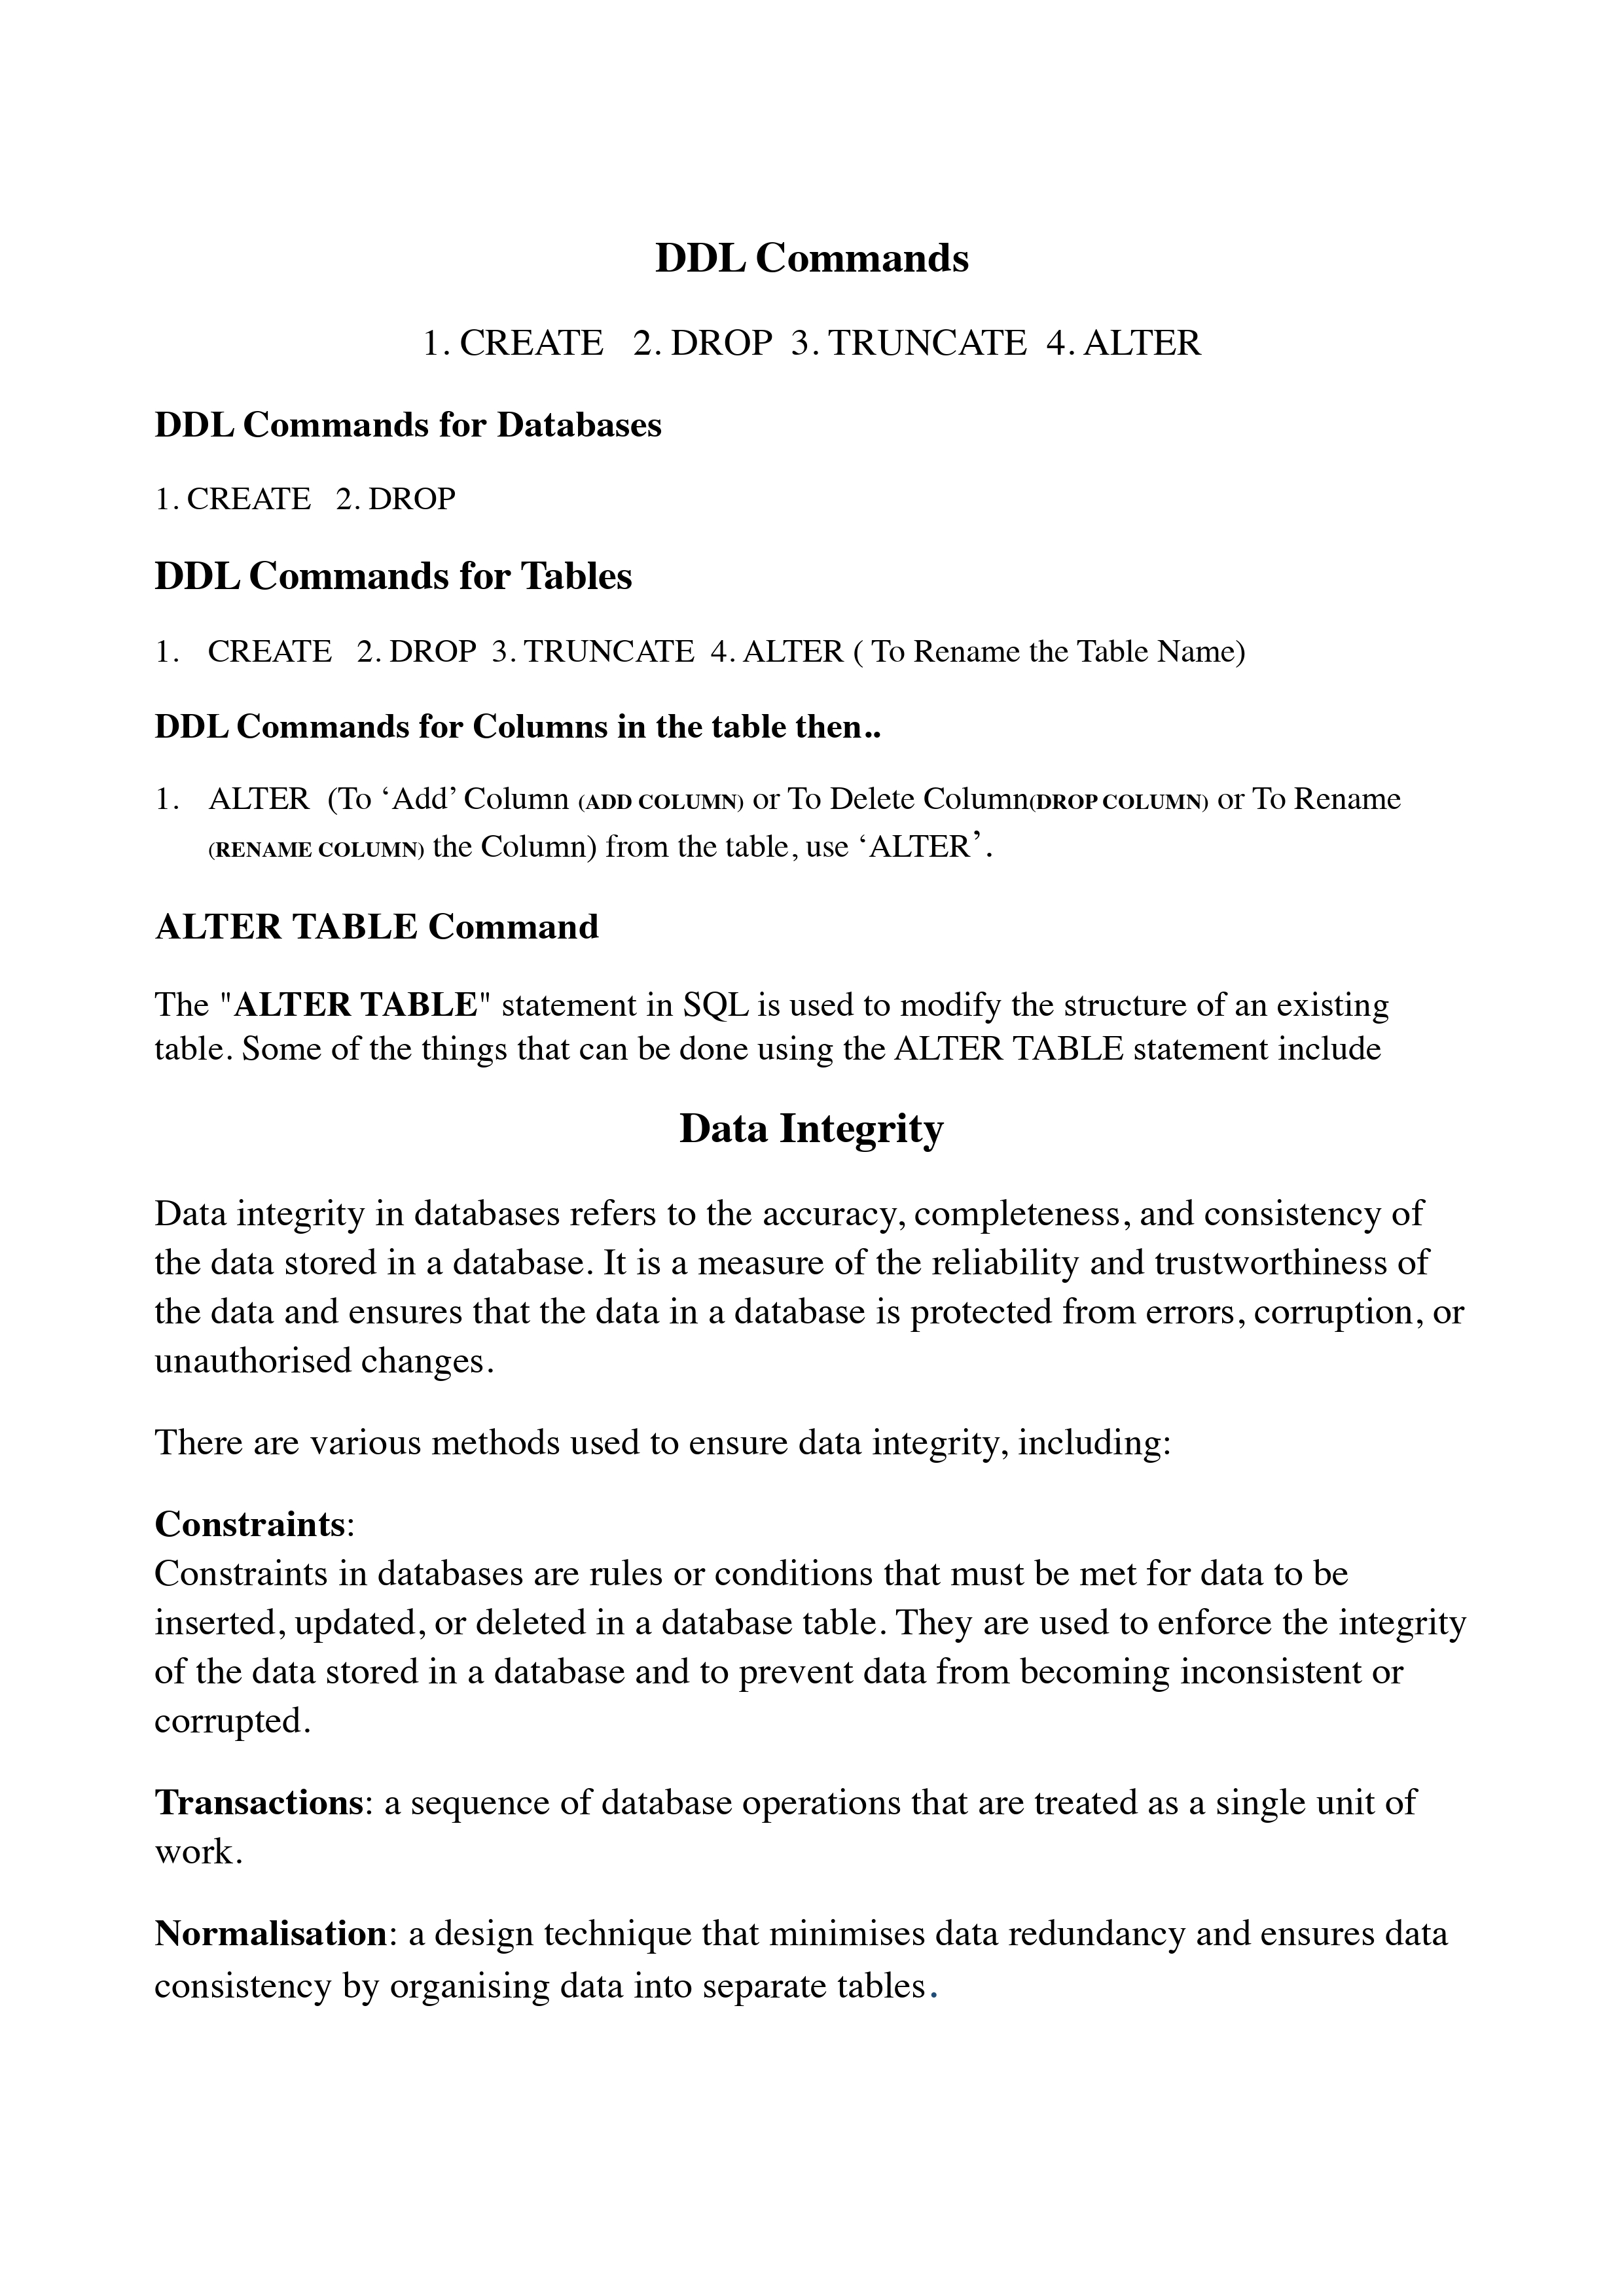 DDL Commands
1. CREATE   2. DROP  3. TRUNCATE  4. ALTER
DDL Commands for Databases
1. CREATE   2. DROP
DDL Commands for Tables
1.   CREATE   2. DROP  3. TRUNCATE  4. ALTER ( To Rename the Table Name)
DDL Commands for Columns in the table then..
1.   ALTER  (To ‘Add’ Column (ADD COLUMN) or To Delete Column(DROP COLUMN) or To Rename
(RENAME COLUMN) the Column) from the table, use ‘ALTER’.
ALTER TABLE Command
The "ALTER TABLE" statement in SQL is used to modify the structure of an existing
table. Some of the things that can be done using the ALTER TABLE statement include
Data Integrity
Data integrity in databases refers to the accuracy, completeness, and consistency of
the data stored in a database. It is a measure of the reliability and trustworthiness of
the data and ensures that the data in a database is protected from errors, corruption, or
unauthorised changes.
There are various methods used to ensure data integrity, including:
Constraints:
Constraints in databases are rules or conditions that must be met for data to be
inserted, updated, or deleted in a database table. They are used to enforce the integrity
of the data stored in a database and to prevent data from becoming inconsistent or
corrupted.
Transactions: a sequence of database operations that are treated as a single unit of
work.
Normalisation: a design technique that minimises data redundancy and ensures data
consistency by organising data into separate tables.